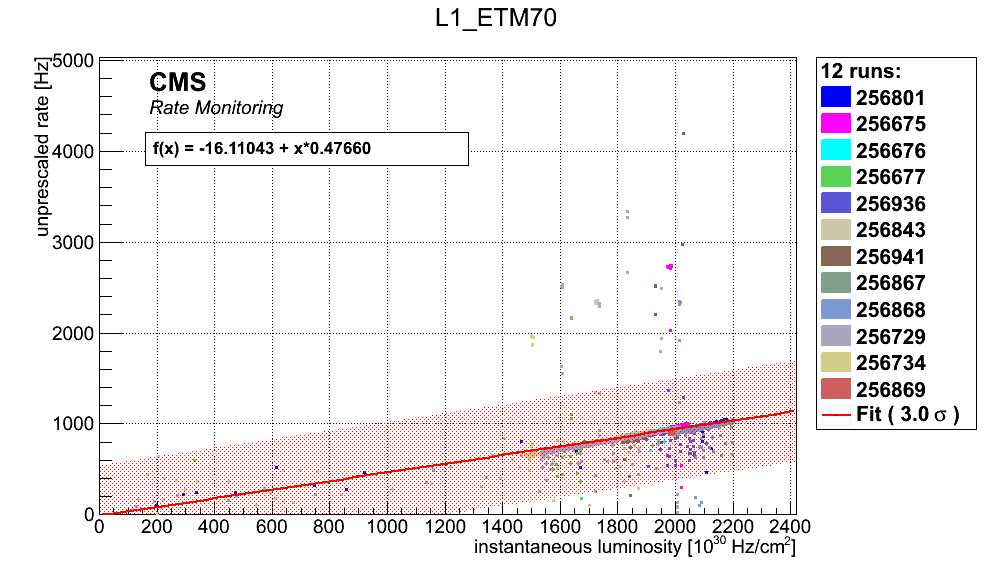 L1_ETM70
unprescaled rate [Hz]
5000
4000
3000
2000
1000
0
CMS
Rate Monitoring
f(x) = -16.11043 + x*0.47660
0 200 400 600 800 1000 1200 1400 1600 1800 2000 2200 2400
instantaneous luminosity [10³⁰ Hz/cm²]
12 runs:
256801
256675
256676
256677
256936
256843
256941
256867
256868
256729
256734
256869
Fit ( 3.0 σ )